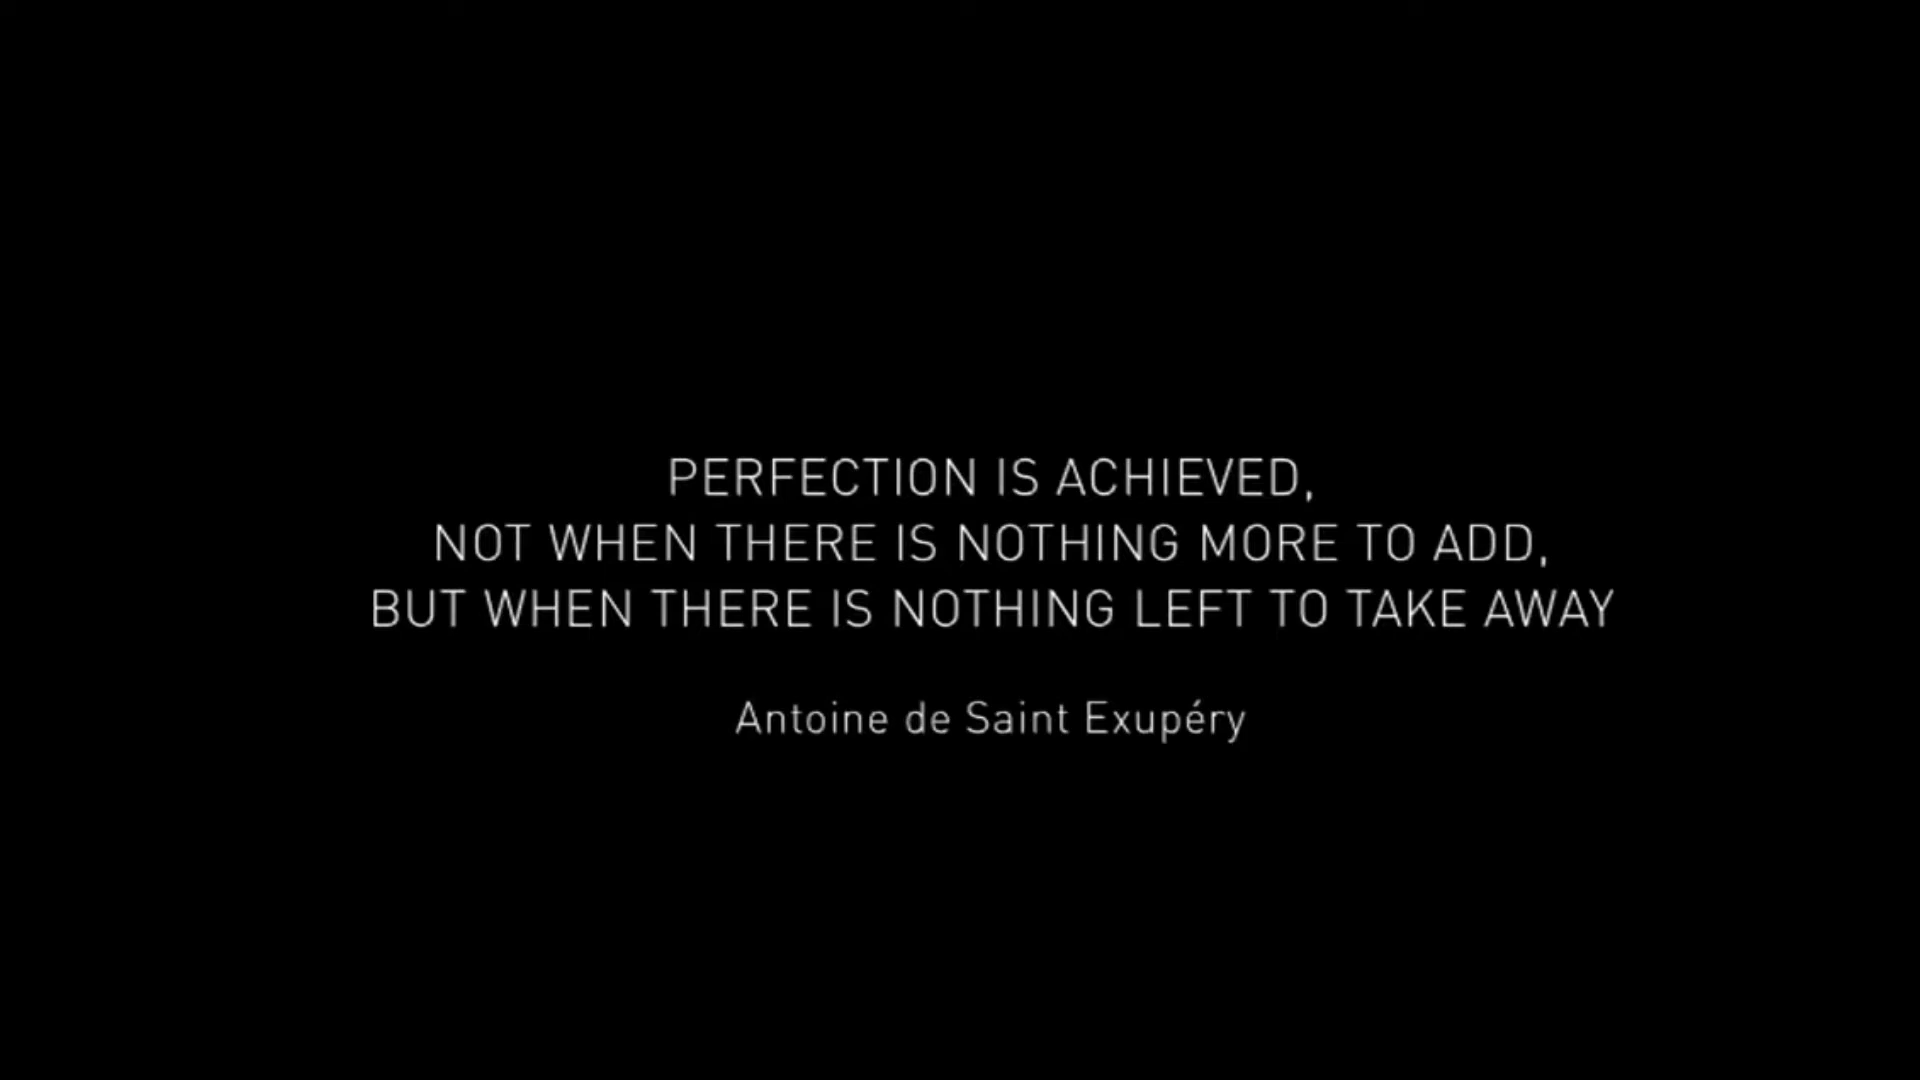 PERFECTION IS ACHIEVED,
NOT WHEN THERE IS NOTHING MORE TO ADD,
BUT WHEN THERE IS NOTHING LEFT TO TAKE AWAY
Antoine de Saint Exupéry